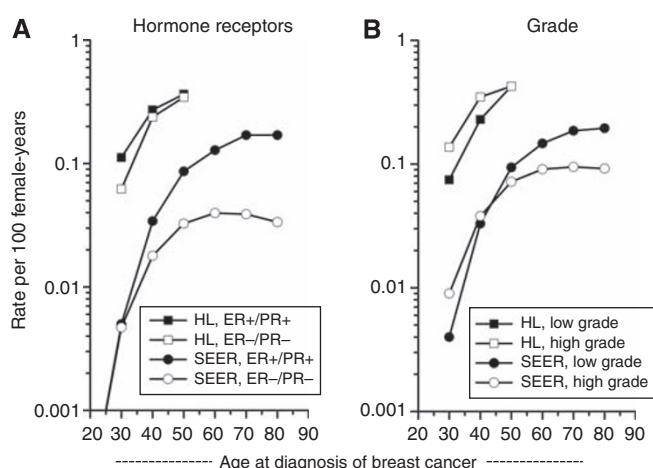 A
Hormone receptors
B
Grade
Rate per 100 female-years
1
0.1
0.01
0.001
HL, ER+/PR+
HL, ER–/PR–
SEER, ER+/PR+
SEER, ER–/PR–
20 30 40 50 60 70 80 90
1
0.1
0.01
0.001
HL, low grade
HL, high grade
SEER, low grade
SEER, high grade
20 30 40 50 60 70 80 90
Age at diagnosis of breast cancer